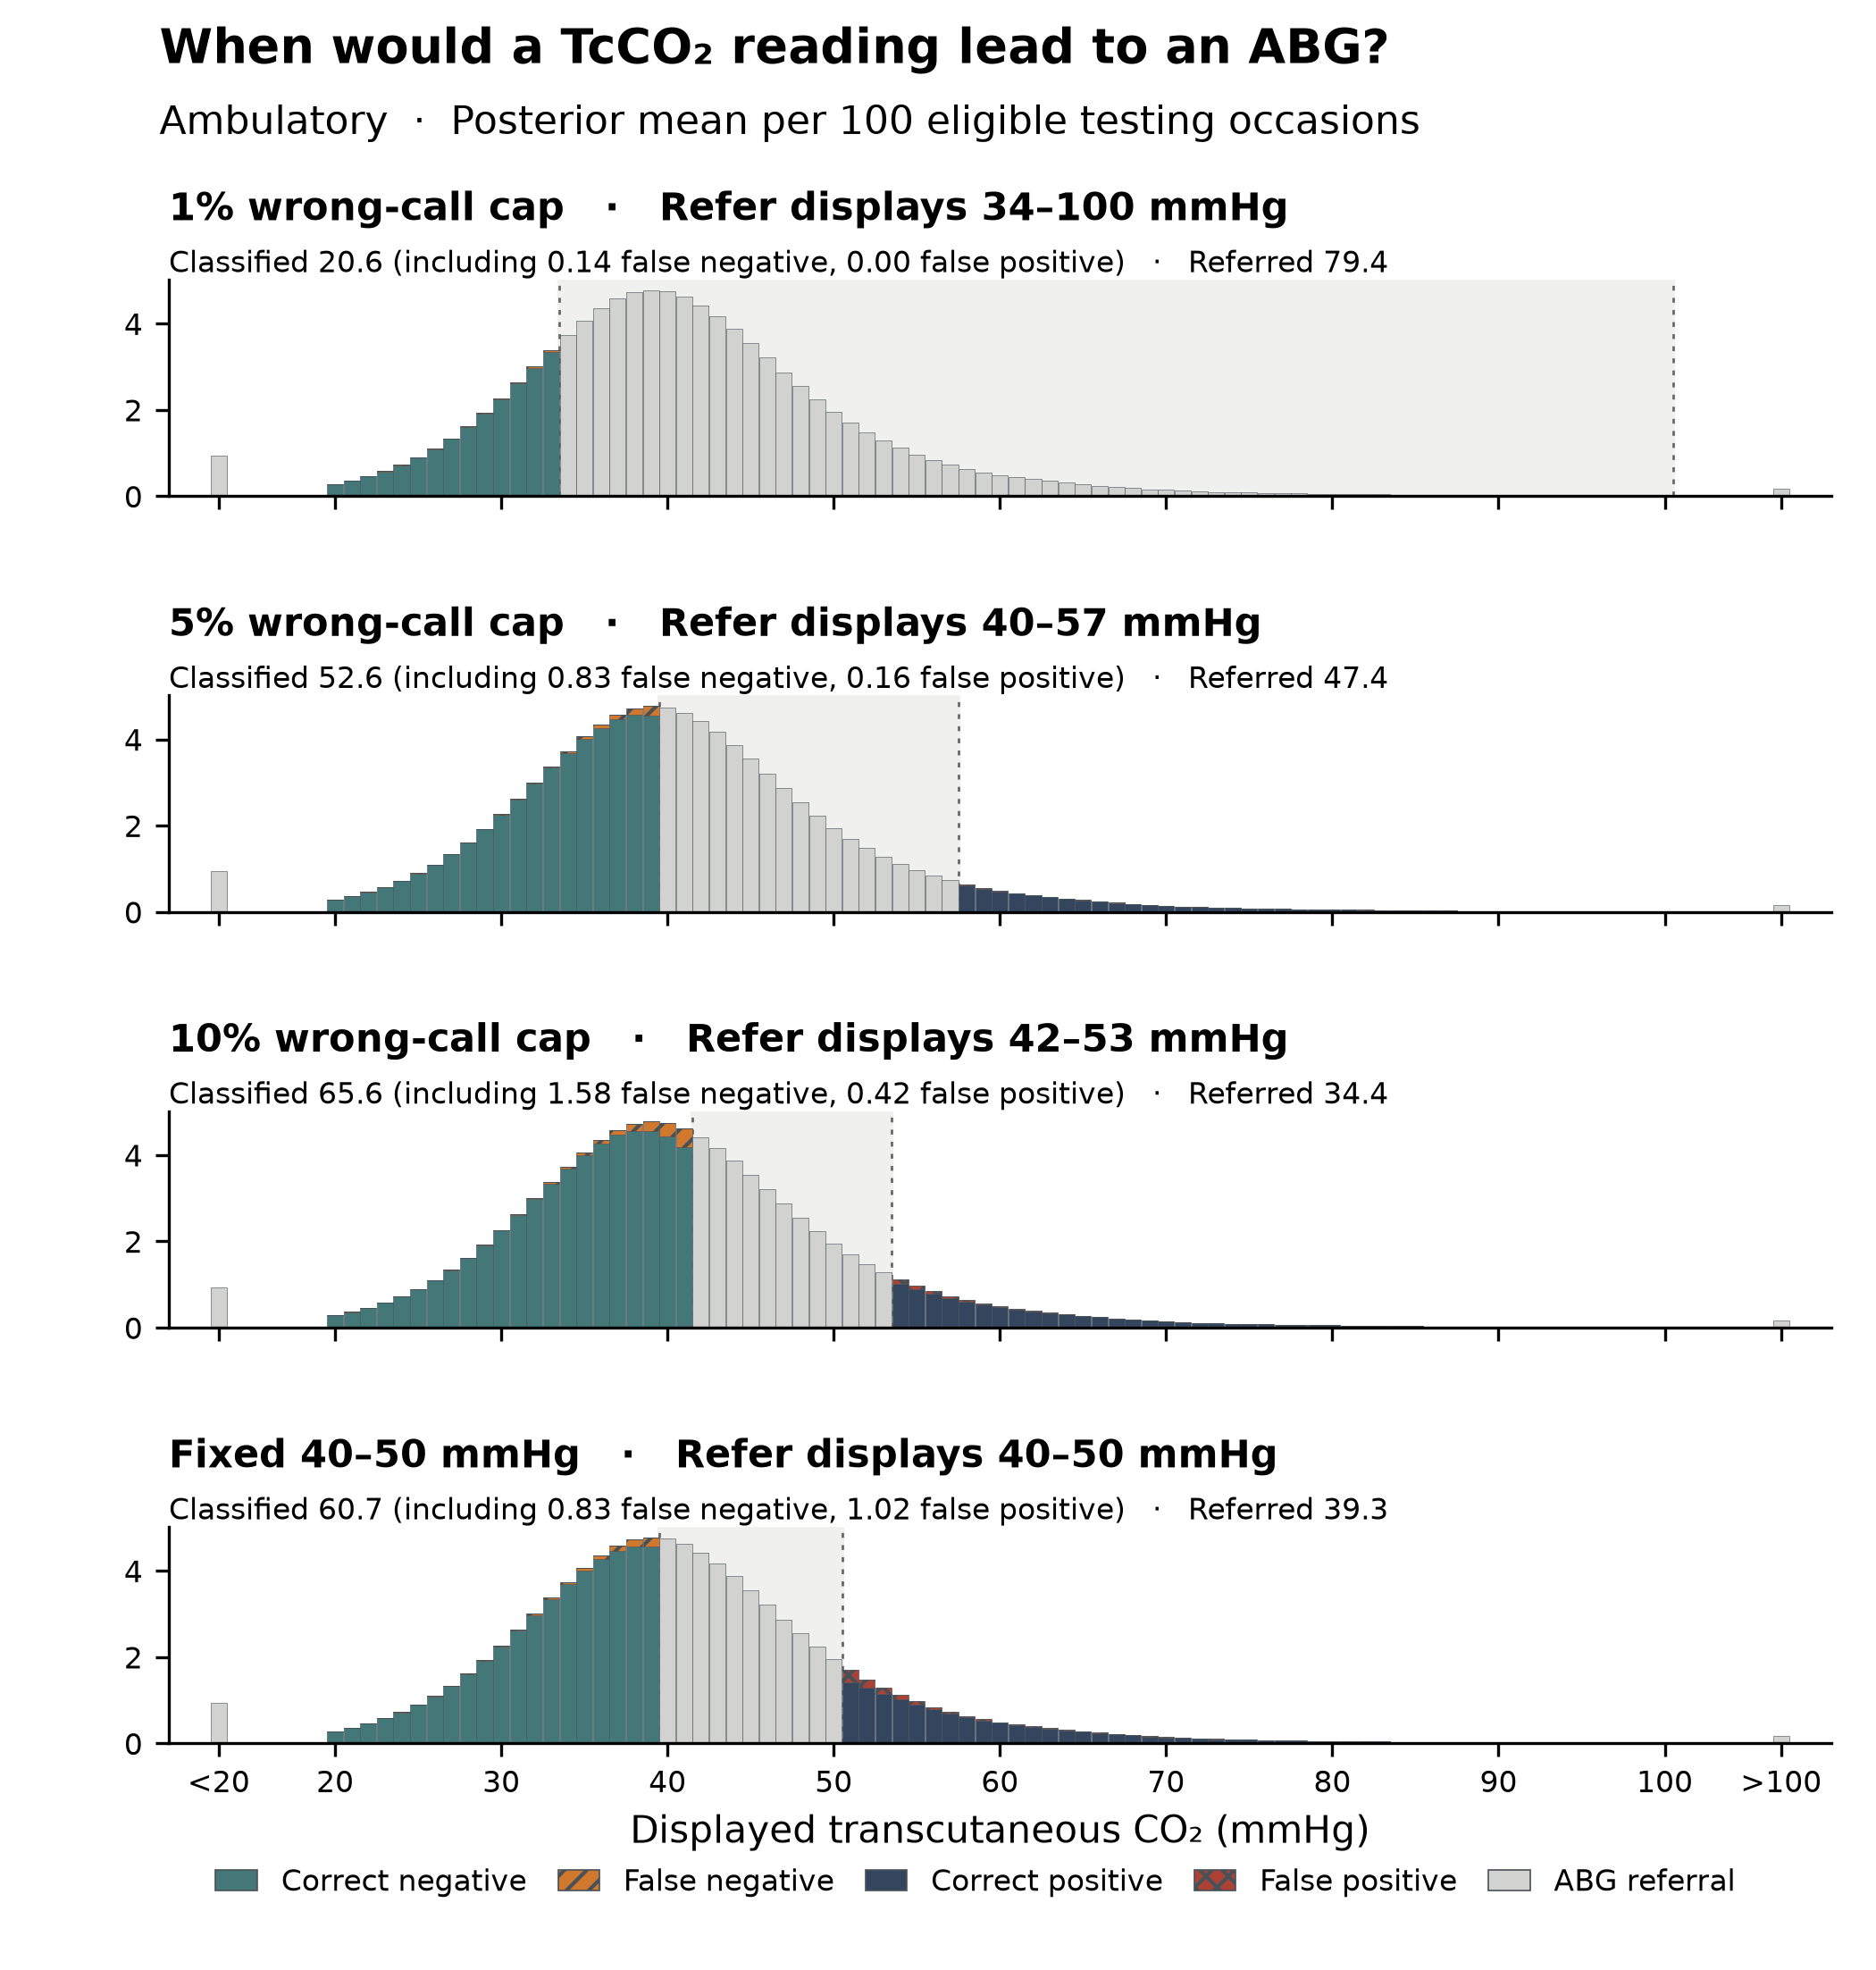 When would a TcCO₂ reading lead to an ABG?
Ambulatory · Posterior mean per 100 eligible testing occasions
1% wrong-call cap · Refer displays 34–100 mmHg
Classified 20.6 (including 0.14 false negative, 0.00 false positive) · Referred 79.4
4
2
0
5% wrong-call cap · Refer displays 40–57 mmHg
Classified 52.6 (including 0.83 false negative, 0.16 false positive) · Referred 47.4
4
2
0
10% wrong-call cap · Refer displays 42–53 mmHg
Classified 65.6 (including 1.58 false negative, 0.42 false positive) · Referred 34.4
4
2
0
Fixed 40–50 mmHg · Refer displays 40–50 mmHg
Classified 60.7 (including 0.83 false negative, 1.02 false positive) · Referred 39.3
4
2
0
<20 20 30 40 50 60 70 80 90 100 >100
Displayed transcutaneous CO₂ (mmHg)
Correct negative False negative Correct positive False positive ABG referral